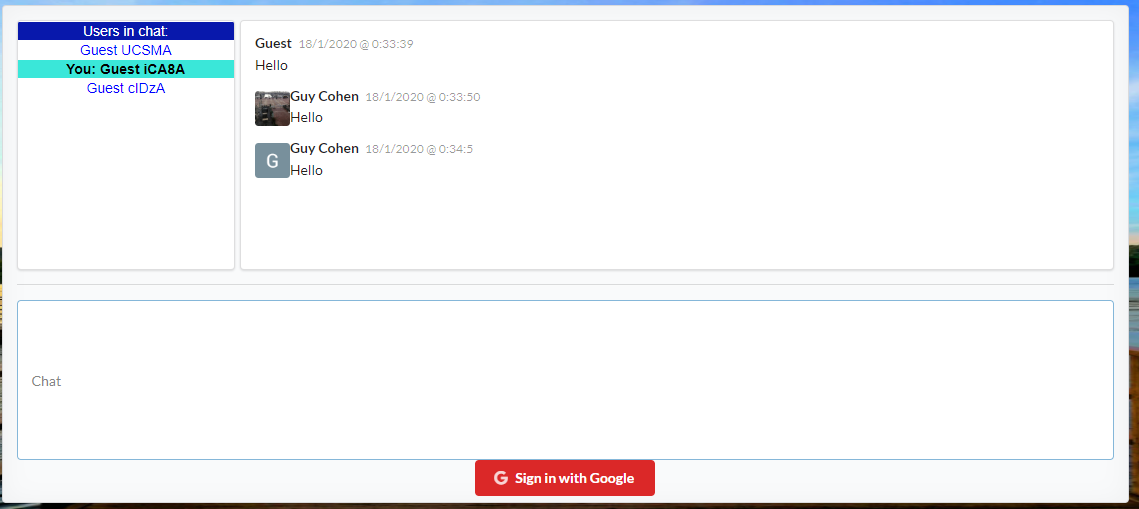 Users in chat:
Guest UCSMA
You: Guest iCA8A
Guest cIDzA
Guest 18/1/2020 @ 0:33:39
Hello
Guy Cohen 18/1/2020 @ 0:33:50
Hello
G
Guy Cohen 18/1/2020 @ 0:34:5
Hello
Chat
G Sign in with Google